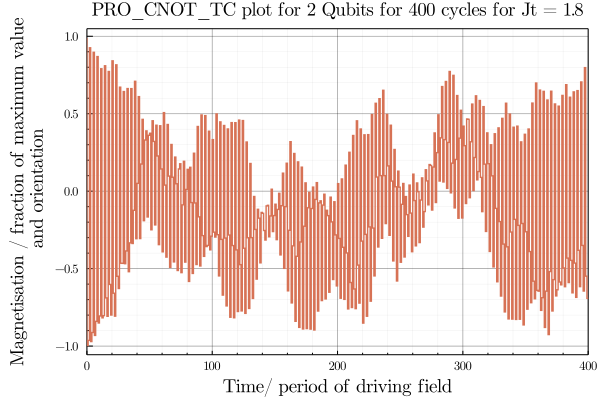 PRO_CNOT_TC plot for 2 Qubits for 400 cycles for Jt = 1.8
Magnetisation / fraction of maximum value
and orientation
1.0
0.5
0.0
−0.5
−1.0
0 100 200 300 400
Time/ period of driving field